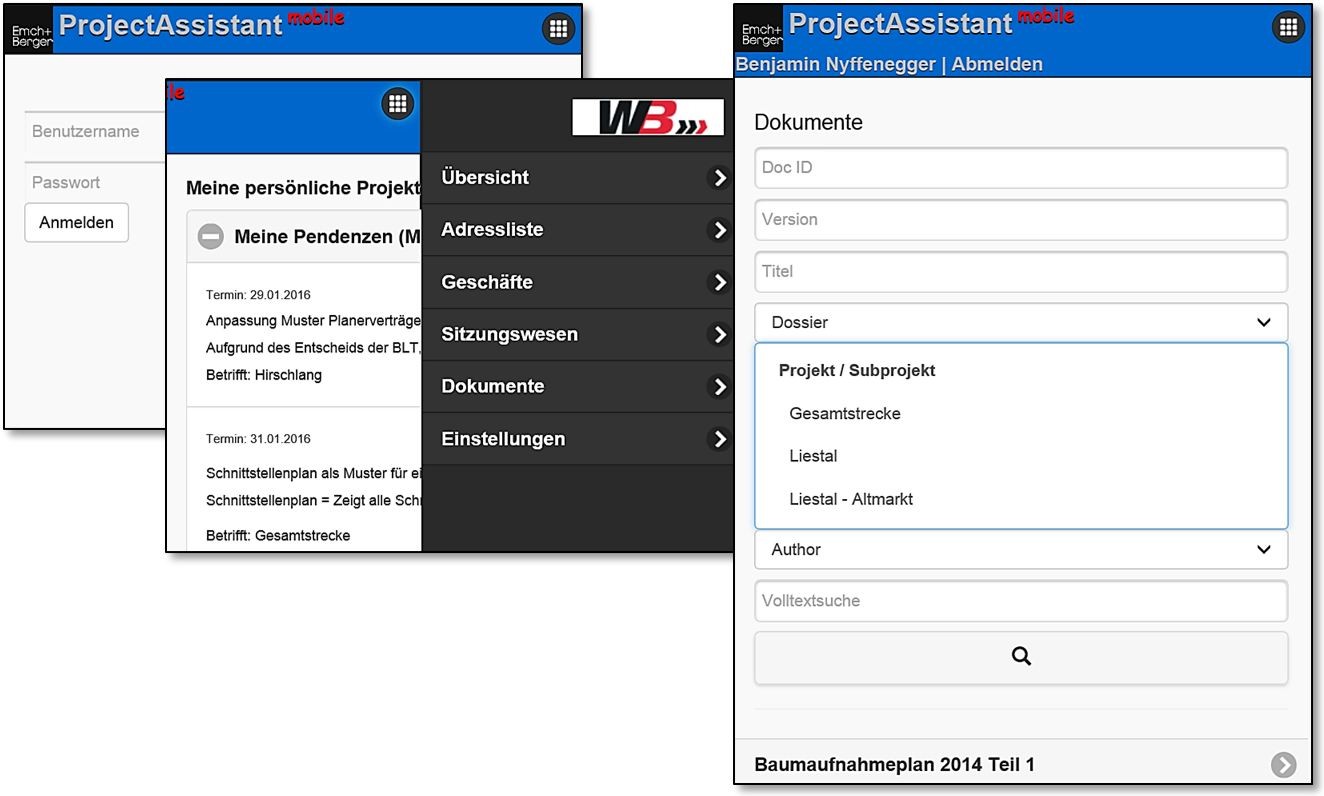 Emch+
Berger
ProjectAssistant mobile
Benutzername
Passwort
Anmelden
le
Meine persönliche Projekt
Meine Pendenzen (M
Termin: 29.01.2016
Anpassung Muster Planerverträge
Aufgrund des Entscheids der BLT,
Betrifft: Hirschlang
Termin: 31.01.2016
Schnittstellenplan als Muster für ei
Schnittstellenplan = Zeigt alle Schn
Betrifft: Gesamtstrecke
WB
Übersicht
Adressliste
Geschäfte
Sitzungswesen
Dokumente
Einstellungen
Emch+
Berger
ProjectAssistant mobile
Benjamin Nyffenegger | Abmelden
Dokumente
Doc ID
Version
Titel
Dossier
Projekt / Subprojekt
Gesamtstrecke
Liestal
Liestal - Altmarkt
Author
Volltextsuche
Baumaufnahmeplan 2014 Teil 1